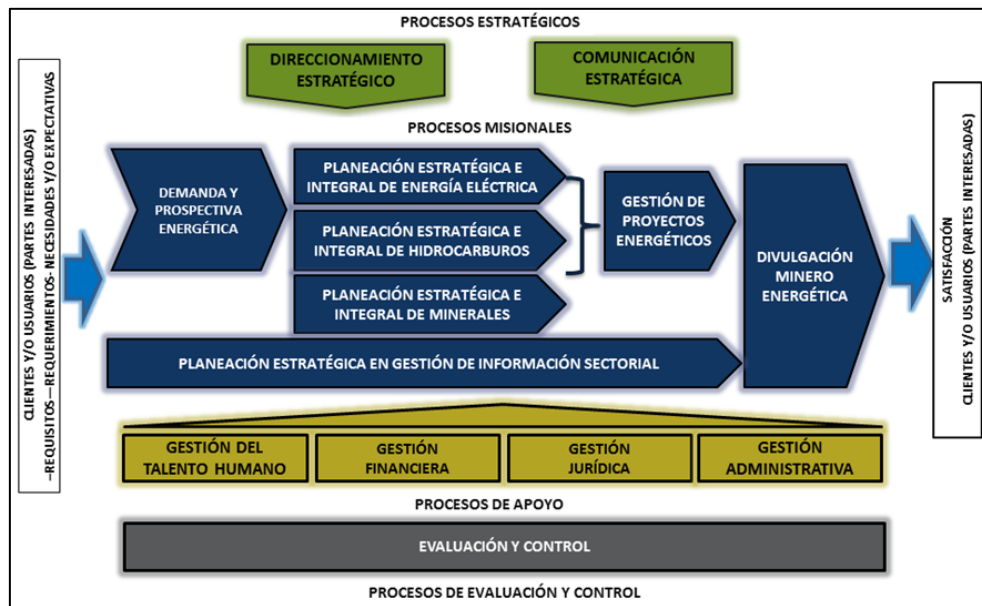 PROCESOS ESTRATÉGICOS
DIRECCIONAMIENTO
ESTRATÉGICO
COMUNICACIÓN
ESTRATÉGICA
CLIENTES Y/O USUARIOS (PARTES INTERESADAS)
–REQUISITOS—REQUERIMIENTOS- NECESIDADES Y/O EXPECTATIVAS
PROCESOS MISIONALES
DEMANDA Y
PROSPECTIVA
ENERGÉTICA
PLANEACIÓN ESTRATÉGICA E
INTEGRAL DE ENERGÍA ELÉCTRICA
PLANEACIÓN ESTRATÉGICA
E INTEGRAL DE HIDROCARBUROS
PLANEACIÓN ESTRATÉGICA E
INTEGRAL DE MINERALES
GESTIÓN DE
PROYECTOS
ENERGÉTICOS
DIVULGACIÓN
MINERO
ENERGÉTICA
PLANEACIÓN ESTRATÉGICA EN GESTIÓN DE INFORMACIÓN SECTORIAL
SATISFACCIÓN
CLIENTES Y/O USUARIOS (PARTES INTERESADAS)
GESTIÓN DEL
TALENTO HUMANO
GESTIÓN
FINANCIERA
GESTIÓN
JURÍDICA
GESTIÓN
ADMINISTRATIVA
PROCESOS DE APOYO
EVALUACIÓN Y CONTROL
PROCESOS DE EVALUACIÓN Y CONTROL